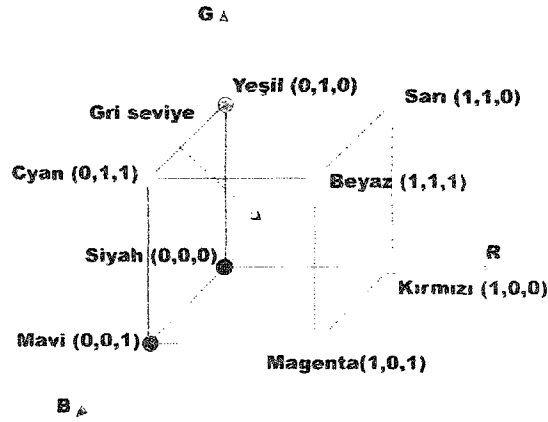 G
Yeşil (0,1,0)
Sarı (1,1,0)
Gri seviye
Cyan (0,1,1)
Beyaz (1,1,1)
Siyah (0,0,0)
R
Kırmızı (1,0,0)
Mavi (0,0,1)
Magenta(1,0,1)
B